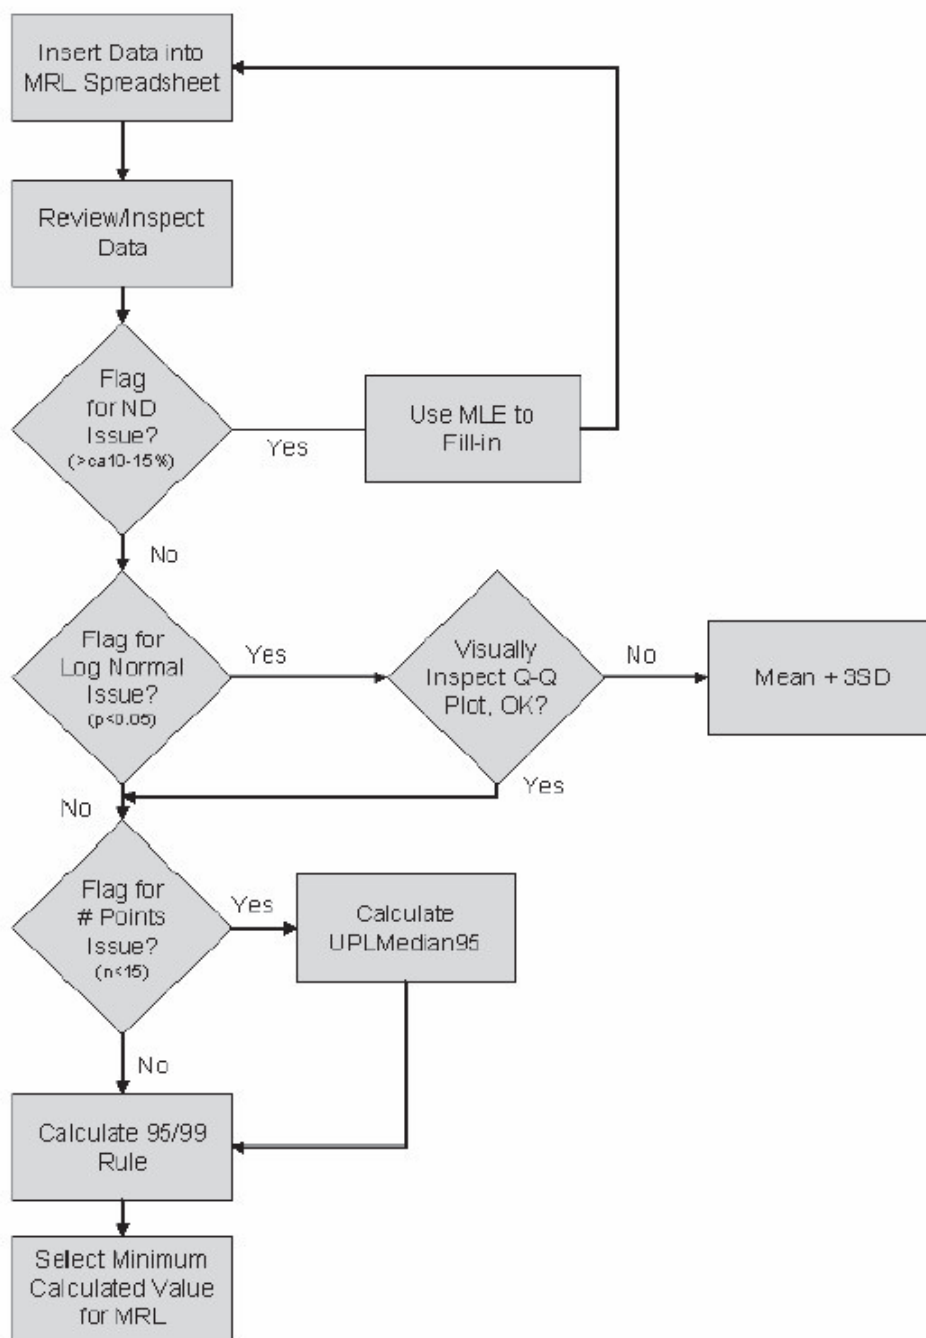 Insert Data into
MRL Spreadsheet
Review/Inspect
Data
Flag
for ND
Issue?
(>ca10-15%)
Yes
Use MLE to
Fill-in
No
Flag for
Log Normal
Issue?
(p<0.05)
Yes
Visually
Inspect Q-Q
Plot, OK?
No
Mean + 3SD
Yes
No
Flag for
# Points
Issue?
(n<15)
Yes
Calculate
UPLMedian95
No
Calculate 95/99
Rule
Select Minimum
Calculated Value
for MRL